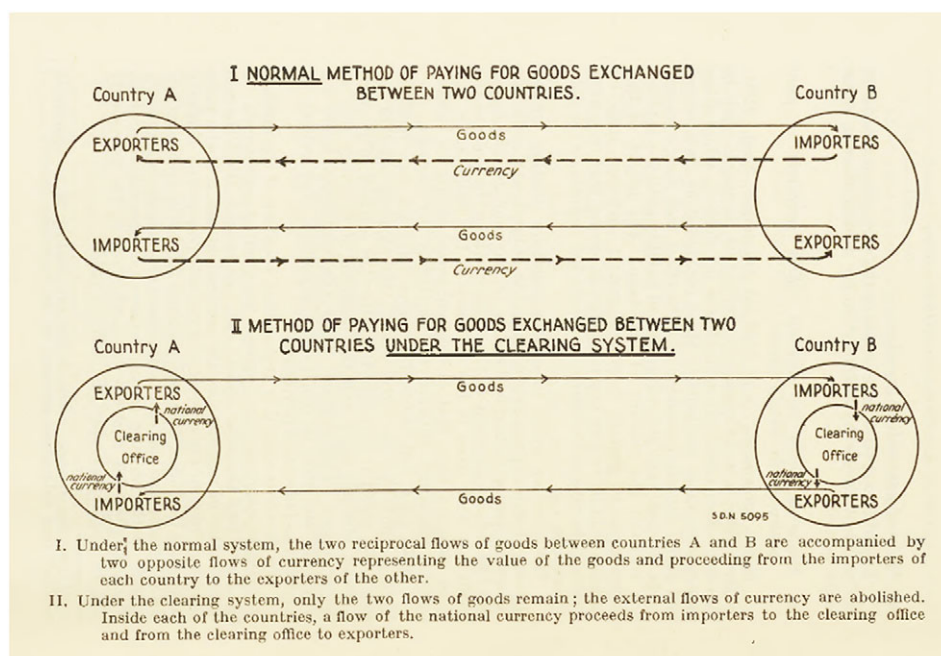 I NORMAL METHOD OF PAYING FOR GOODS EXCHANGED
BETWEEN TWO COUNTRIES.
Country A
Country B
EXPORTERS
Goods
IMPORTERS
Currency
IMPORTERS
Goods
EXPORTERS
Currency
II METHOD OF PAYING FOR GOODS EXCHANGED BETWEEN TWO
COUNTRIES UNDER THE CLEARING SYSTEM.
Country A
Country B
EXPORTERS
Goods
IMPORTERS
national
currency
national
currency
Clearing
Office
Clearing
Office
national
currency
national
currency
IMPORTERS
Goods
EXPORTERS
S.D.N 5095
I. Under the normal system, the two reciprocal flows of goods between countries A and B are accompanied by
two opposite flows of currency representing the value of the goods and proceeding from the importers of
each country to the exporters of the other.
II. Under the clearing system, only the two flows of goods remain; the external flows of currency are abolished.
Inside each of the countries, a flow of the national currency proceeds from importers to the clearing office
and from the clearing office to exporters.